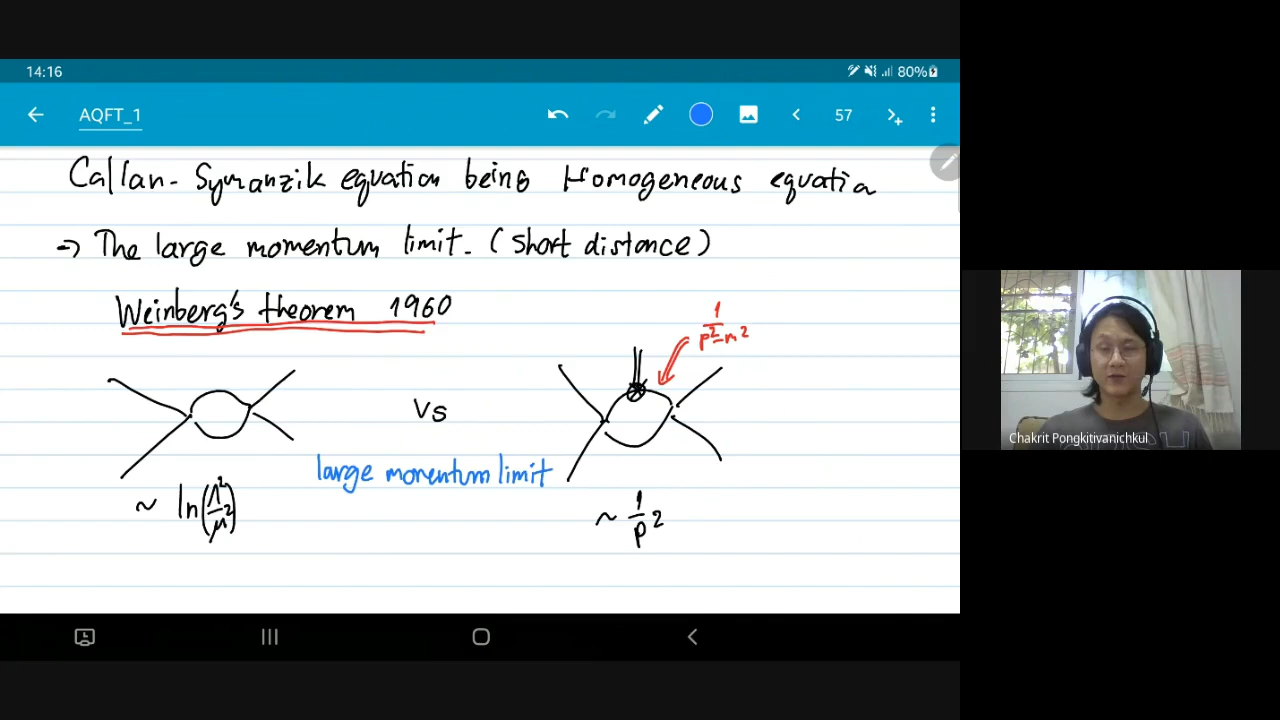 14:16
80%
AQFT_1
57
Callan-Symanzik equation being Homogeneous equatin
→ The large momentum limit. (short distance)
Weinberg's theorem 1960
1/p²-m²
vs
large momentum limit
~ ln(Λ²/μ²)
~ 1/p²
Chakrit Pongkitivanichkul